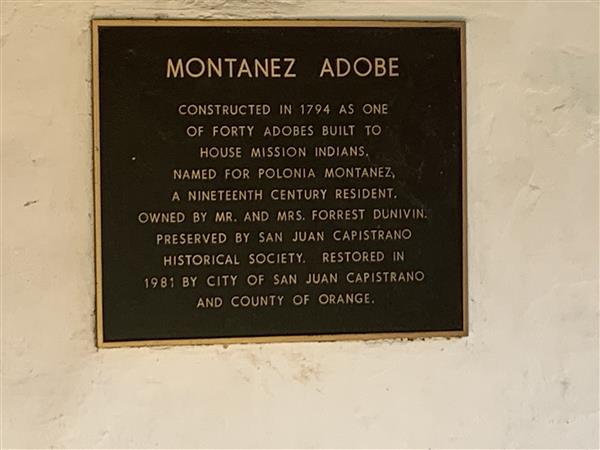 MONTANEZ ADOBE
CONSTRUCTED IN 1794 AS ONE
OF FORTY ADOBES BUILT TO
HOUSE MISSION INDIANS.
NAMED FOR POLONIA MONTANEZ,
A NINETEENTH CENTURY RESIDENT.
OWNED BY MR. AND MRS. FORREST DUNIVIN.
PRESERVED BY SAN JUAN CAPISTRANO
HISTORICAL SOCIETY. RESTORED IN
1981 BY CITY OF SAN JUAN CAPISTRANO
AND COUNTY OF ORANGE.